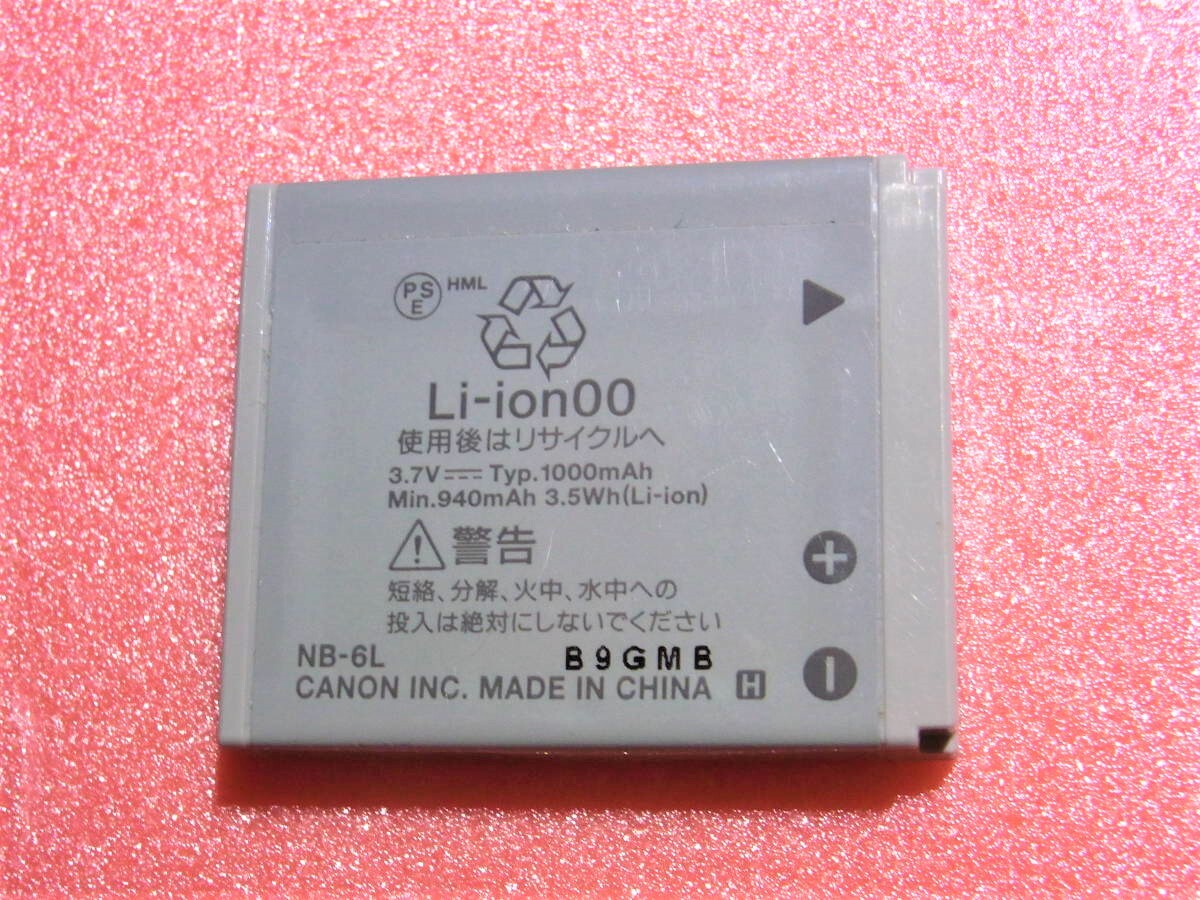 PSE HML
Li-ion00
使用後はリサイクルへ
3.7V⎓ Typ.1000mAh
Min.940mAh 3.5Wh(Li-ion)
警告
短絡、分解、火中、水中への
投入は絶対にしないでください
NB-6L B9GMB
CANON INC. MADE IN CHINA H